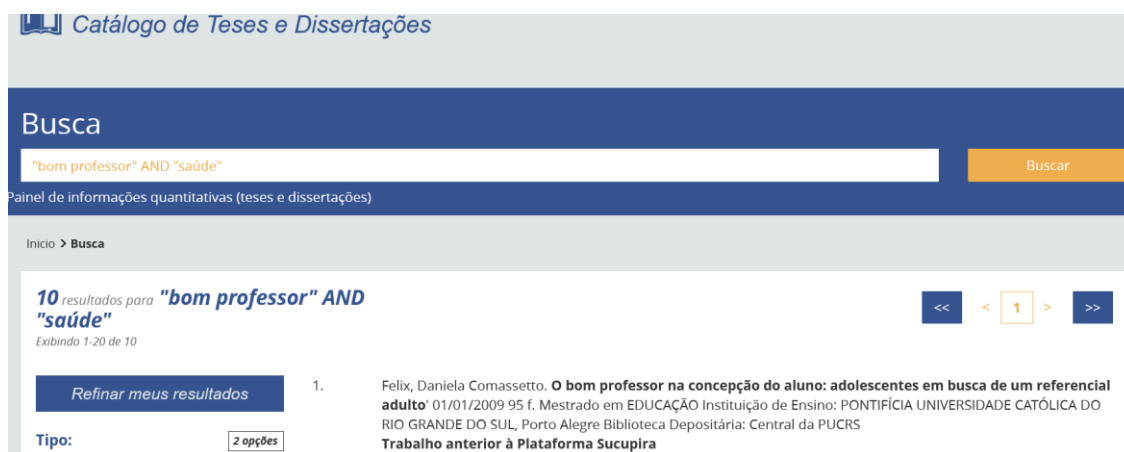 Catálogo de Teses e Dissertações
Busca
"bom professor" AND "saúde"
Buscar
Painel de informações quantitativas (teses e dissertações)
Inicio > Busca
10 resultados para "bom professor" AND
"saúde"
Exibindo 1-20 de 10
<< < 1 > >>
Refinar meus resultados
Tipo:
2 opções
1.
Felix, Daniela Comassetto. O bom professor na concepção do aluno: adolescentes em busca de um referencial
adulto' 01/01/2009 95 f. Mestrado em EDUCAÇÃO Instituição de Ensino: PONTIFÍCIA UNIVERSIDADE CATÓLICA DO
RIO GRANDE DO SUL, Porto Alegre Biblioteca Depositária: Central da PUCRS
Trabalho anterior à Plataforma Sucupira